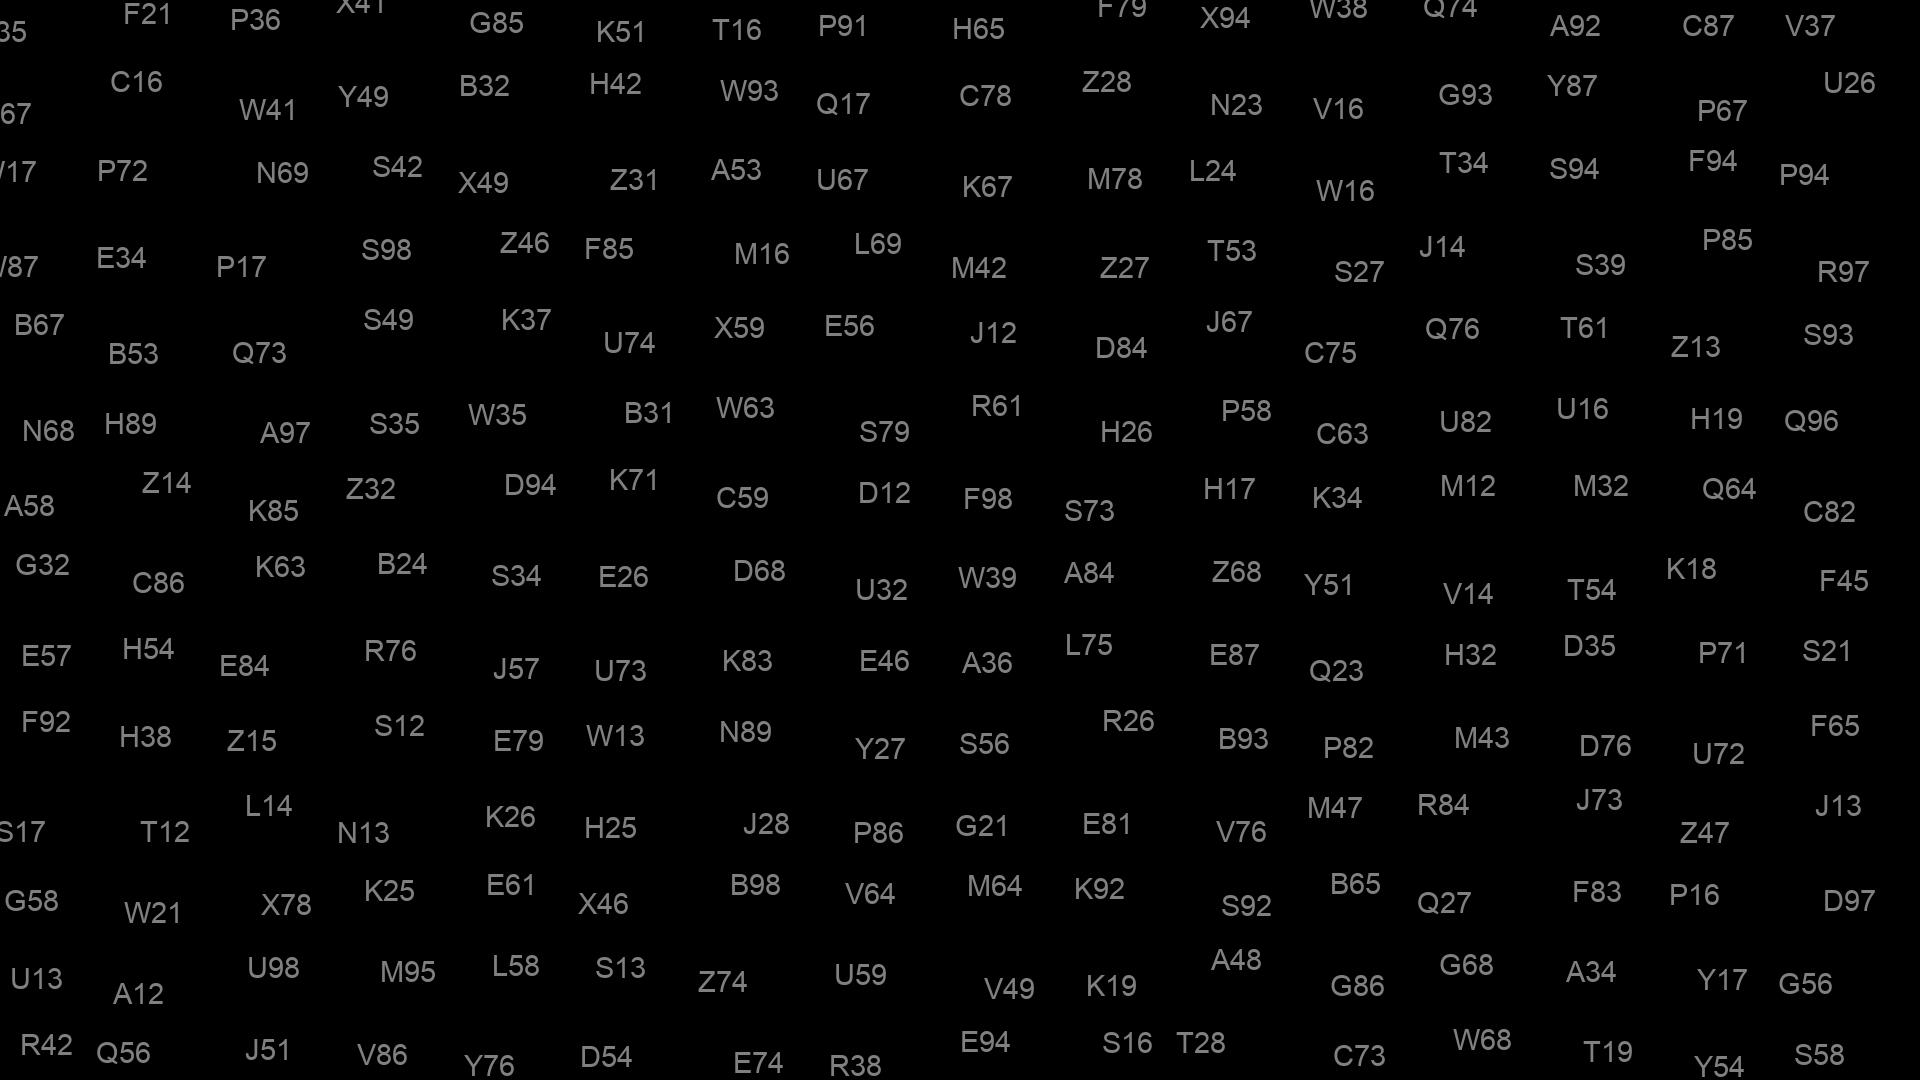 35 F21 P36 X41 G85 K51 T16 P91 H65 F79 X94 W38 Q74 A92 C87 V37
67 C16 W41 Y49 B32 H42 W93 Q17 C78 Z28 N23 V16 G93 Y87 P67 U26
17 P72 N69 S42 X49 Z31 A53 U67 K67 M78 L24 W16 T34 S94 F94 P94
87 E34 P17 S98 Z46 F85 M16 L69 M42 Z27 T53 S27 J14 S39 P85 R97
B67 B53 Q73 S49 K37 U74 X59 E56 J12 D84 J67 C75 Q76 T61 Z13 S93
N68 H89 A97 S35 W35 B31 W63 S79 R61 H26 P58 C63 U82 U16 H19 Q96
A58 Z14 K85 Z32 D94 K71 C59 D12 F98 S73 H17 K34 M12 M32 Q64 C82
G32 C86 K63 B24 S34 E26 D68 U32 W39 A84 Z68 Y51 V14 T54 K18 F45
E57 H54 E84 R76 J57 U73 K83 E46 A36 L75 E87 Q23 H32 D35 P71 S21
F92 H38 Z15 S12 E79 W13 N89 Y27 S56 R26 B93 P82 M43 D76 U72 F65
S17 T12 L14 N13 K26 H25 J28 P86 G21 E81 V76 M47 R84 J73 Z47 J13
G58 W21 X78 K25 E61 X46 B98 V64 M64 K92 S92 B65 Q27 F83 P16 D97
U13 A12 U98 M95 L58 S13 Z74 U59 V49 K19 A48 G86 G68 A34 Y17 G56
R42 Q56 J51 V86 Y76 D54 E74 R38 E94 S16 T28 C73 W68 T19 Y54 S58